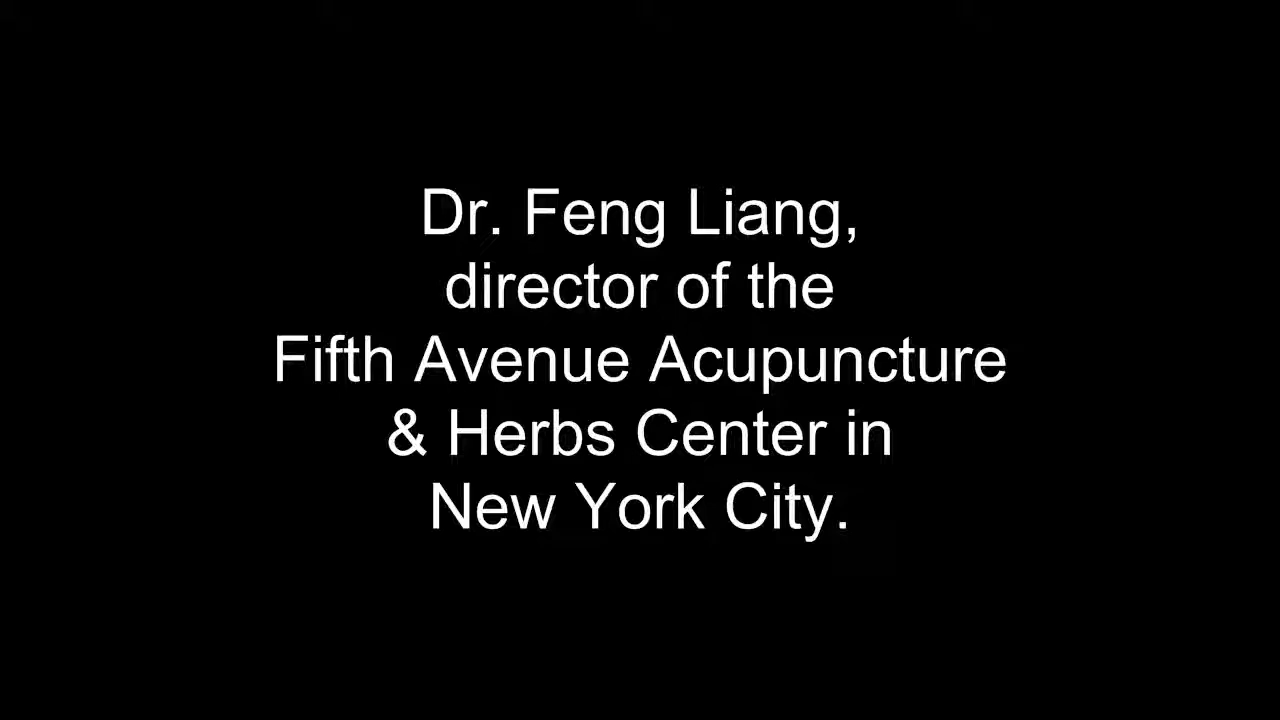 Dr. Feng Liang,
director of the
Fifth Avenue Acupuncture
& Herbs Center in
New York City.